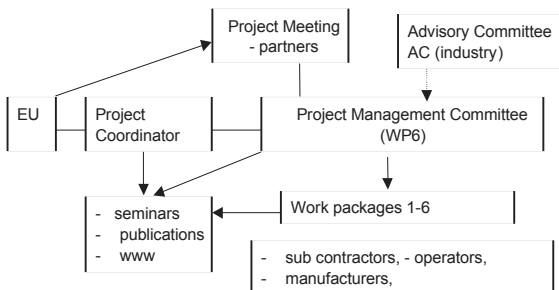 Project Meeting
- partners
Advisory Committee
AC (industry)
EU
Project
Coordinator
Project Management Committee
(WP6)
- seminars
- publications
- www
Work packages 1-6
- sub contractors, - operators,
- manufacturers,